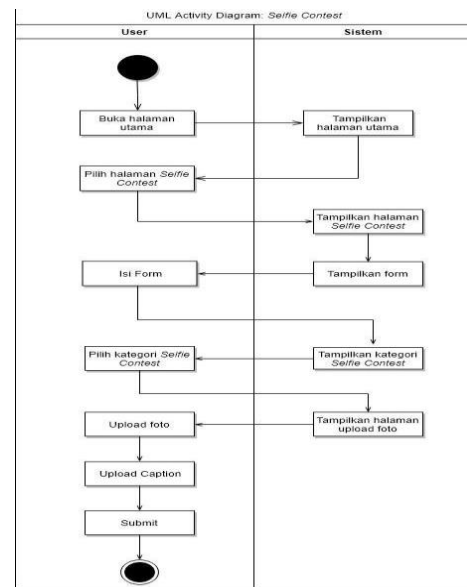 UML Activity Diagram: Selfie Contest
User
Sistem
Buka halaman
utama
Tampilkan
halaman utama
Pilih halaman Selfie
Contest
Tampilkan halaman
Selfie Contest
Isi Form
Tampilkan form
Pilih kategori Selfie
Contest
Tampilkan kategori
Selfie Contest
Upload foto
Tampilkan halaman
upload foto
Upload Caption
Submit